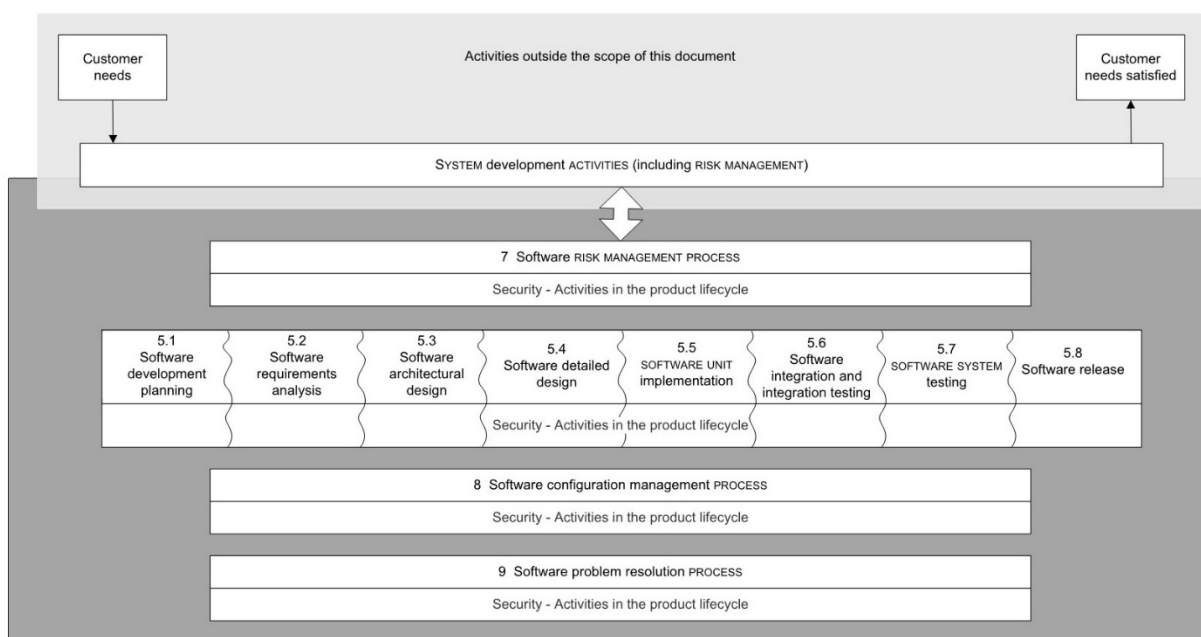 Activities outside the scope of this document
Customer
needs
Customer
needs satisfied
SYSTEM development ACTIVITIES (including RISK MANAGEMENT)
7 Software RISK MANAGEMENT PROCESS
Security - Activities in the product lifecycle
5.1
Software
development
planning
5.2
Software
requirements
analysis
5.3
Software
architectural
design
5.4
Software detailed
design
5.5
SOFTWARE UNIT
implementation
5.6
Software
integration and
integration testing
5.7
SOFTWARE SYSTEM
testing
5.8
Software release
Security - Activities in the product lifecycle
8 Software configuration management PROCESS
Security - Activities in the product lifecycle
9 Software problem resolution PROCESS
Security - Activities in the product lifecycle